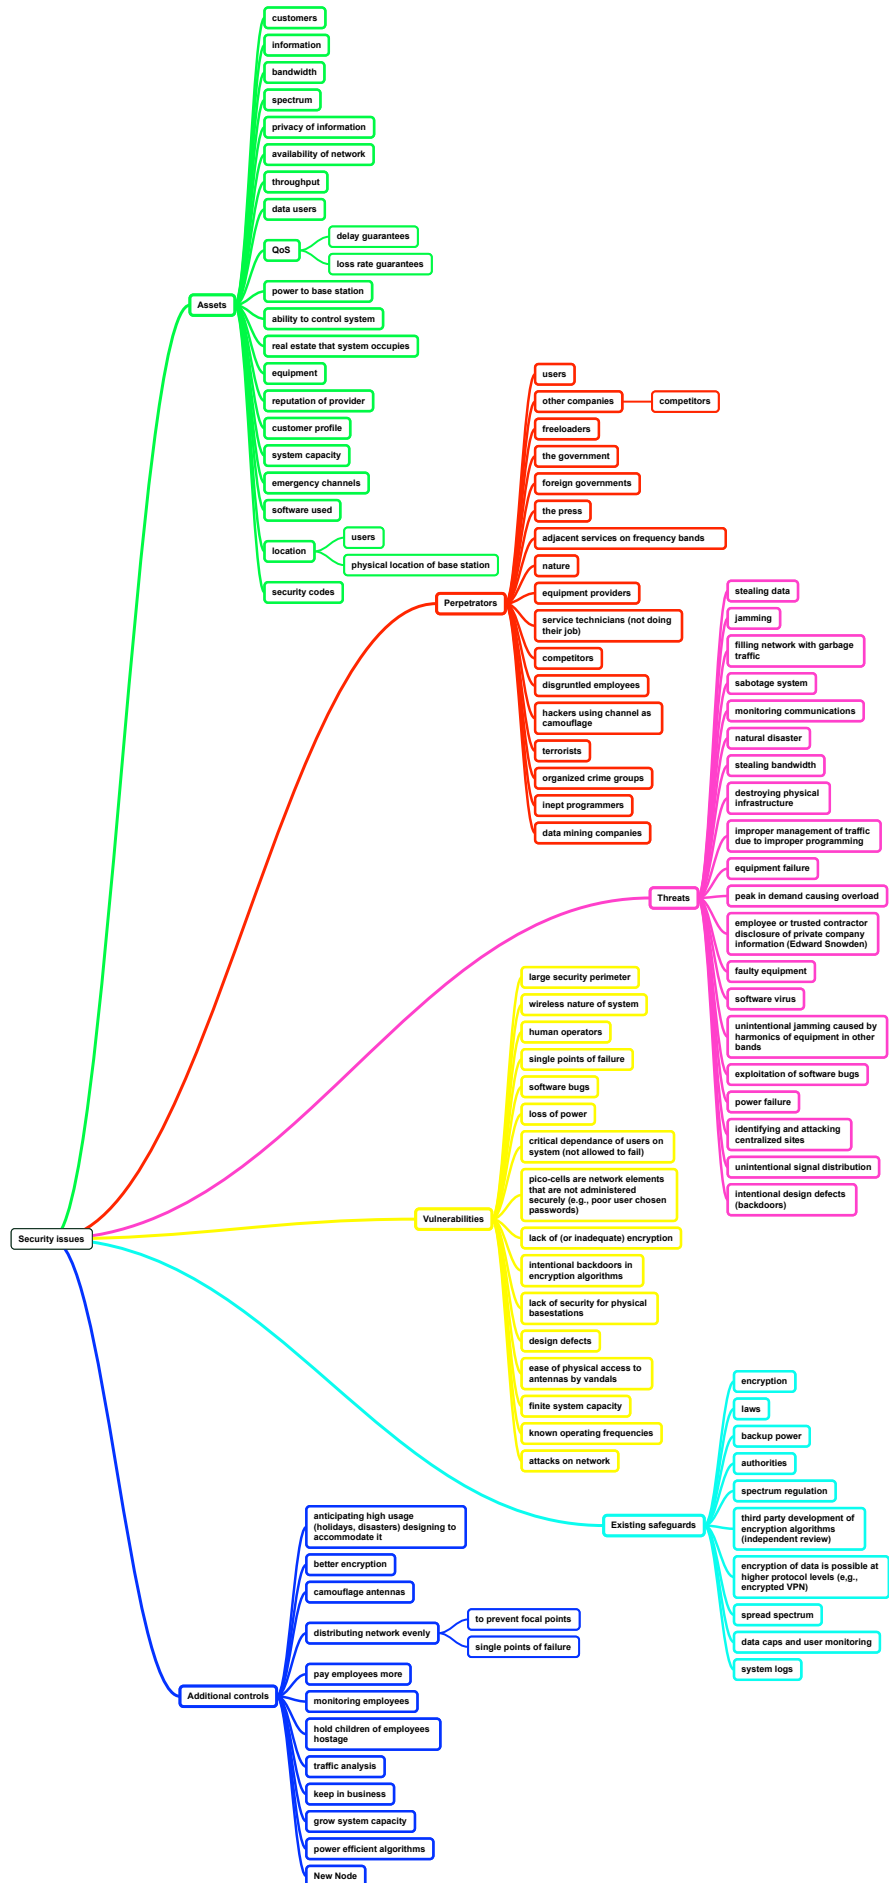 customers
information
bandwidth
spectrum
privacy of information
availability of network
throughput
data users
QoS
delay guarantees
loss rate guarantees
Assets
power to base station
ability to control system
real estate that system occupies
equipment
reputation of provider
customer profile
system capacity
emergency channels
software used
location
users
physical location of base station
security codes
Perpetrators
users
other companies
competitors
freeloaders
the government
foreign governments
the press
adjacent services on frequency bands
nature
equipment providers
service technicians (not doing
their job)
competitors
disgruntled employees
hackers using channel as
camouflage
terrorists
organized crime groups
inept programmers
data mining companies
Threats
stealing data
jamming
filling network with garbage
traffic
sabotage system
monitoring communications
natural disaster
stealing bandwidth
destroying physical
infrastructure
improper management of traffic
due to improper programming
equipment failure
peak in demand causing overload
employee or trusted contractor
disclosure of private company
information (Edward Snowden)
faulty equipment
software virus
unintentional jamming caused by
harmonics of equipment in other
bands
exploitation of software bugs
power failure
identifying and attacking
centralized sites
unintentional signal distribution
intentional design defects
(backdoors)
Security issues
Vulnerabilities
large security perimeter
wireless nature of system
human operators
single points of failure
software bugs
loss of power
critical dependance of users on
system (not allowed to fail)
pico-cells are network elements
that are not administered
securely (e.g., poor user chosen
passwords)
lack of (or inadequate) encryption
intentional backdoors in
encryption algorithms
lack of security for physical
basestations
design defects
ease of physical access to
antennas by vandals
finite system capacity
known operating frequencies
attacks on network
Existing safeguards
encryption
laws
backup power
authorities
spectrum regulation
third party development of
encryption algorithms
(independent review)
encryption of data is possible at
higher protocol levels (e,g.,
encrypted VPN)
spread spectrum
data caps and user monitoring
system logs
Additional controls
anticipating high usage
(holidays, disasters) designing to
accommodate it
better encryption
camouflage antennas
distributing network evenly
to prevent focal points
single points of failure
pay employees more
monitoring employees
hold children of employees
hostage
traffic analysis
keep in business
grow system capacity
power efficient algorithms
New Node